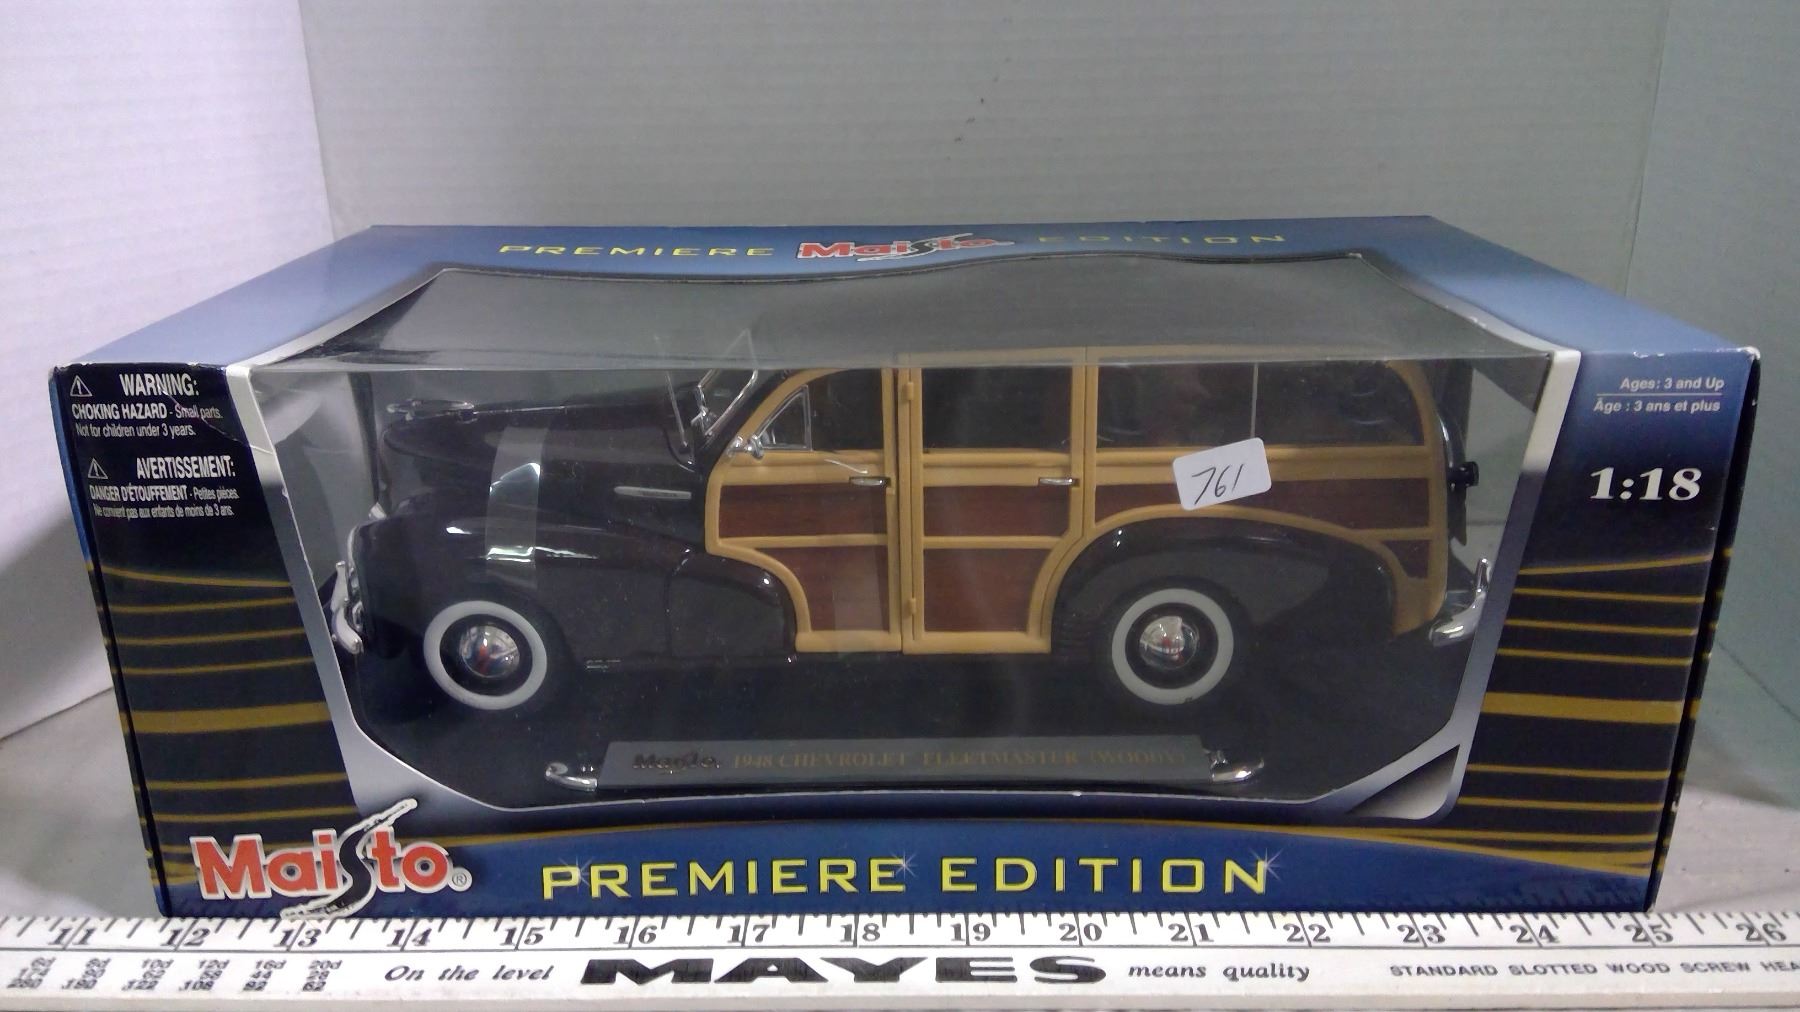 PREMIERE Maisto EDITION
WARNING:
CHOKING HAZARD - Small parts.
Not for children under 3 years.
AVERTISSEMENT:
DANGER D'ÉTOUFFEMENT - Petites pièces.
Ne convient pas aux enfants de moins de 3 ans.
Ages: 3 and Up
Âge : 3 ans et plus
1:18
761
Maisto 1948 CHEVROLET FLEETMASTER (WOODY)
Maisto®
PREMIERE EDITION
11 12 13 14 15 16 17 18 19 20 21 22 23 24 25 26
On the level MAYES means quality STANDARD SLOTTED WOOD SCREW HEA